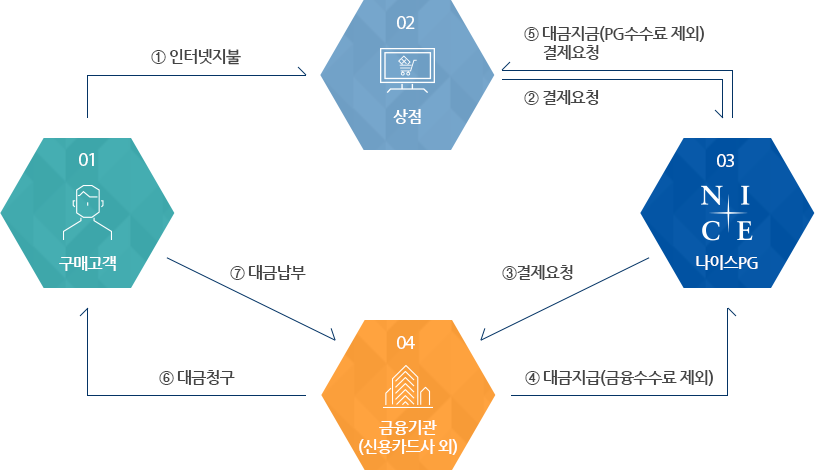 02
상점
① 인터넷지불
⑤ 대금지금(PG수수료 제외)
결제요청
② 결제요청
01
구매고객
03
N I
C E
나이스PG
⑦ 대금납부
③결제요청
04
금융기관
(신용카드사 외)
⑥ 대금청구
④ 대금지급(금융수수료 제외)